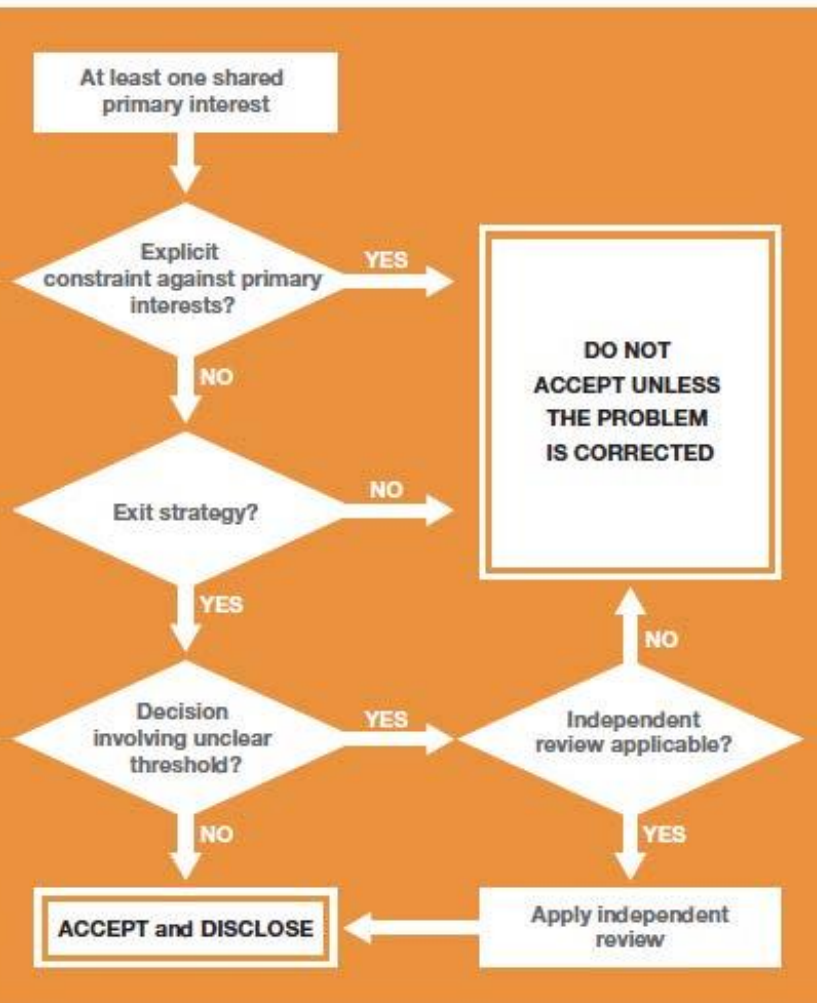 At least one shared
primary interest
Explicit
constraint against primary
interests?
YES
DO NOT
ACCEPT UNLESS
THE PROBLEM
IS CORRECTED
NO
Exit strategy?
NO
YES
NO
Decision
involving unclear
threshold?
YES
Independent
review applicable?
NO
YES
ACCEPT and DISCLOSE
Apply independent
review